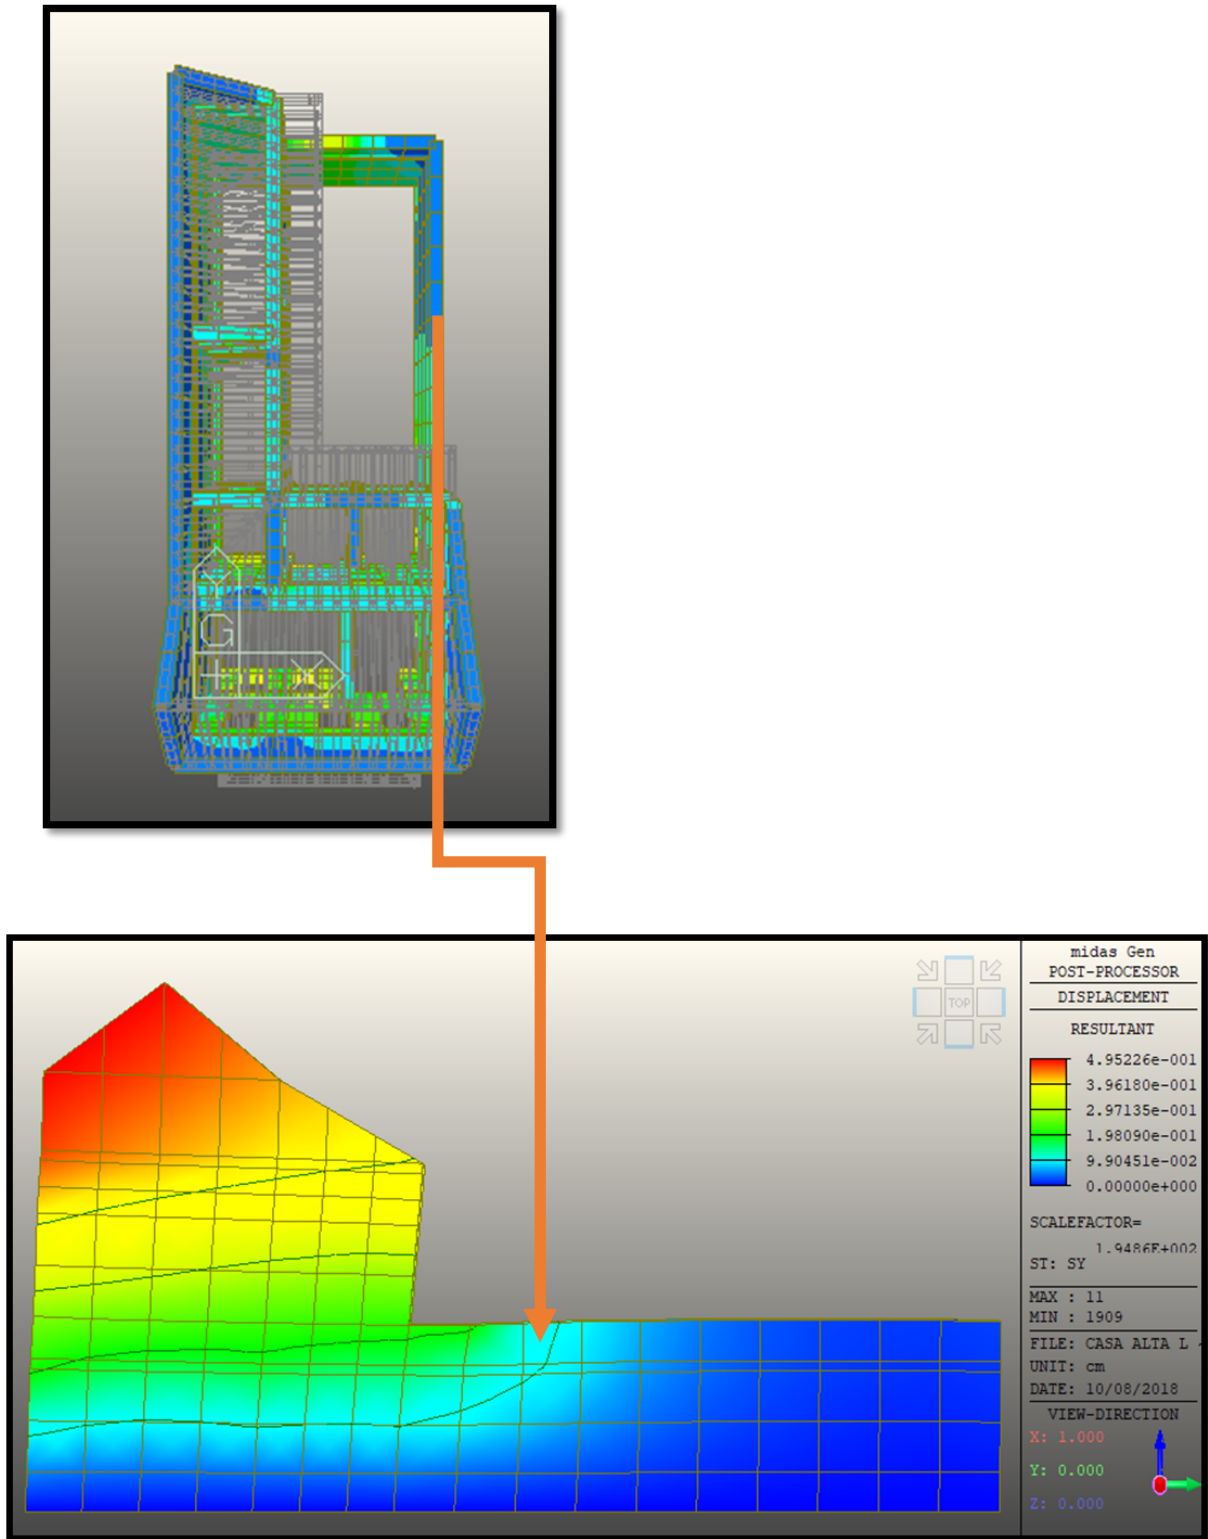 Y
G
X
TOP
midas Gen
POST-PROCESSOR
DISPLACEMENT
RESULTANT
4.95226e-001
3.96180e-001
2.97135e-001
1.98090e-001
9.90451e-002
0.00000e+000
SCALEFACTOR=
1.9486E+002
ST: SY
MAX : 11
MIN : 1909
FILE: CASA ALTA L -
UNIT: cm
DATE: 10/08/2018
VIEW-DIRECTION
X: 1.000
Y: 0.000
Z: 0.000